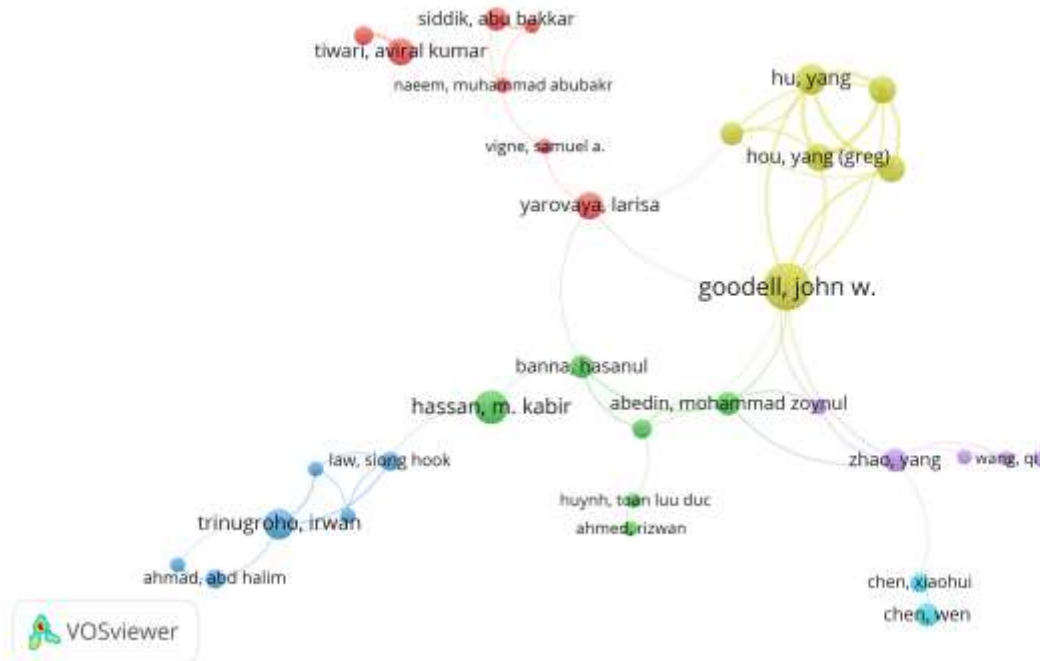 siddik, abu bakkar
tiwari, aviral kumar
naeem, muhammad abubakr
hu, yang
vigne, samuel a.
hou, yang (greg)
yarovaya, larisa
goodell, john w.
banna, hasanul
hassan, m. kabir
abedin, mohammad zoynul
law, siong hook
zhao, yang
wang, qi
huynh, toan luu duc
trinugroho, irwan
ahmed, rizwan
ahmad, abd halim
chen, xiaohui
chen, wen
VOSviewer